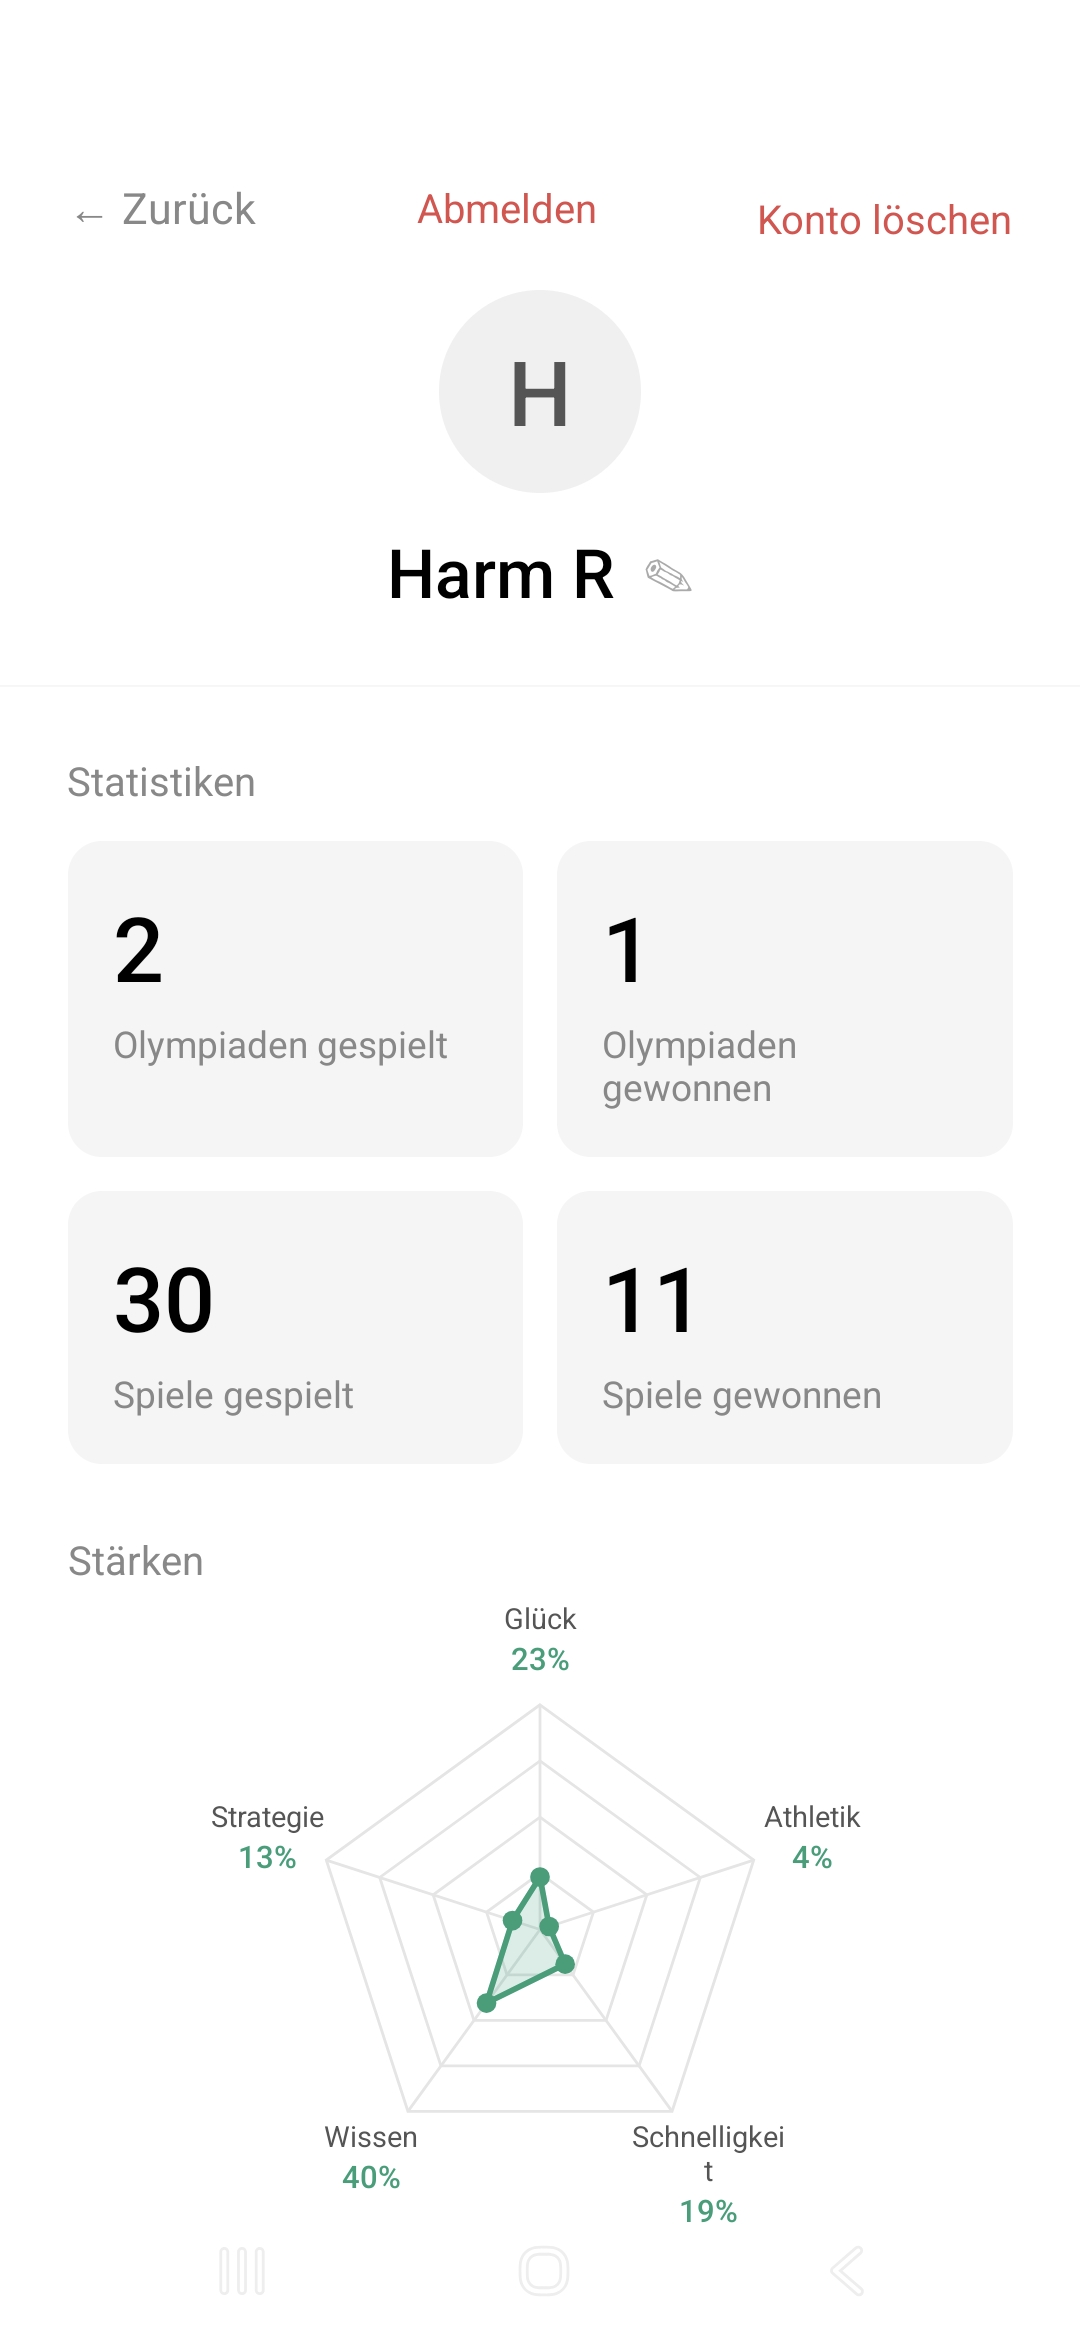 ← Zurück
Abmelden
Konto löschen
H
Harm R ✎
Statistiken
2
Olympiaden gespielt
1
Olympiaden
gewonnen
30
Spiele gespielt
11
Spiele gewonnen
Stärken
Glück
23%
Strategie
13%
Athletik
4%
Wissen
40%
Schnelligkei
t
19%